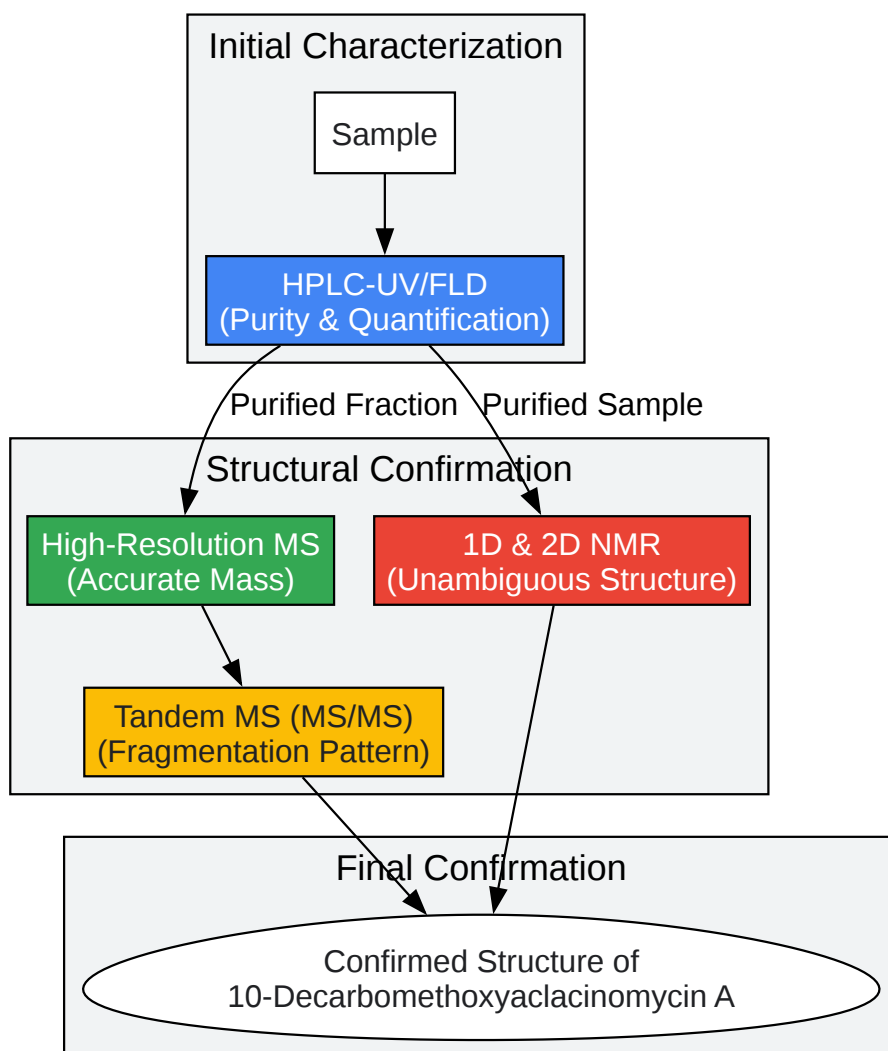 Initial Characterization
Sample
HPLC-UV/FLD
(Purity & Quantification)
Purified Fraction
Purified Sample
Structural Confirmation
High-Resolution MS
(Accurate Mass)
1D & 2D NMR
(Unambiguous Structure)
Tandem MS (MS/MS)
(Fragmentation Pattern)
Final Confirmation
Confirmed Structure of
10-Decarbomethoxyaclacinomycin A